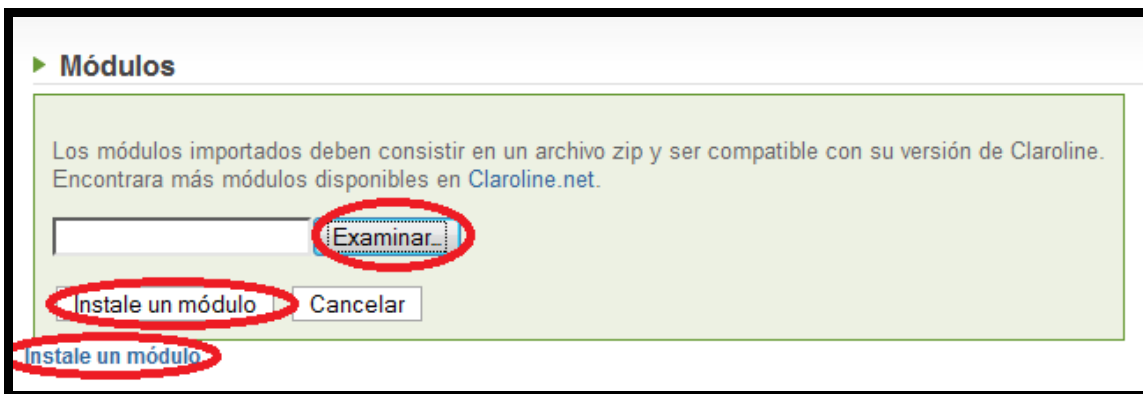 Módulos
Los módulos importados deben consistir en un archivo zip y ser compatible con su versión de Claroline.
Encontrara más módulos disponibles en Claroline.net.
Examinar...
Instale un módulo Cancelar
Instale un módulo